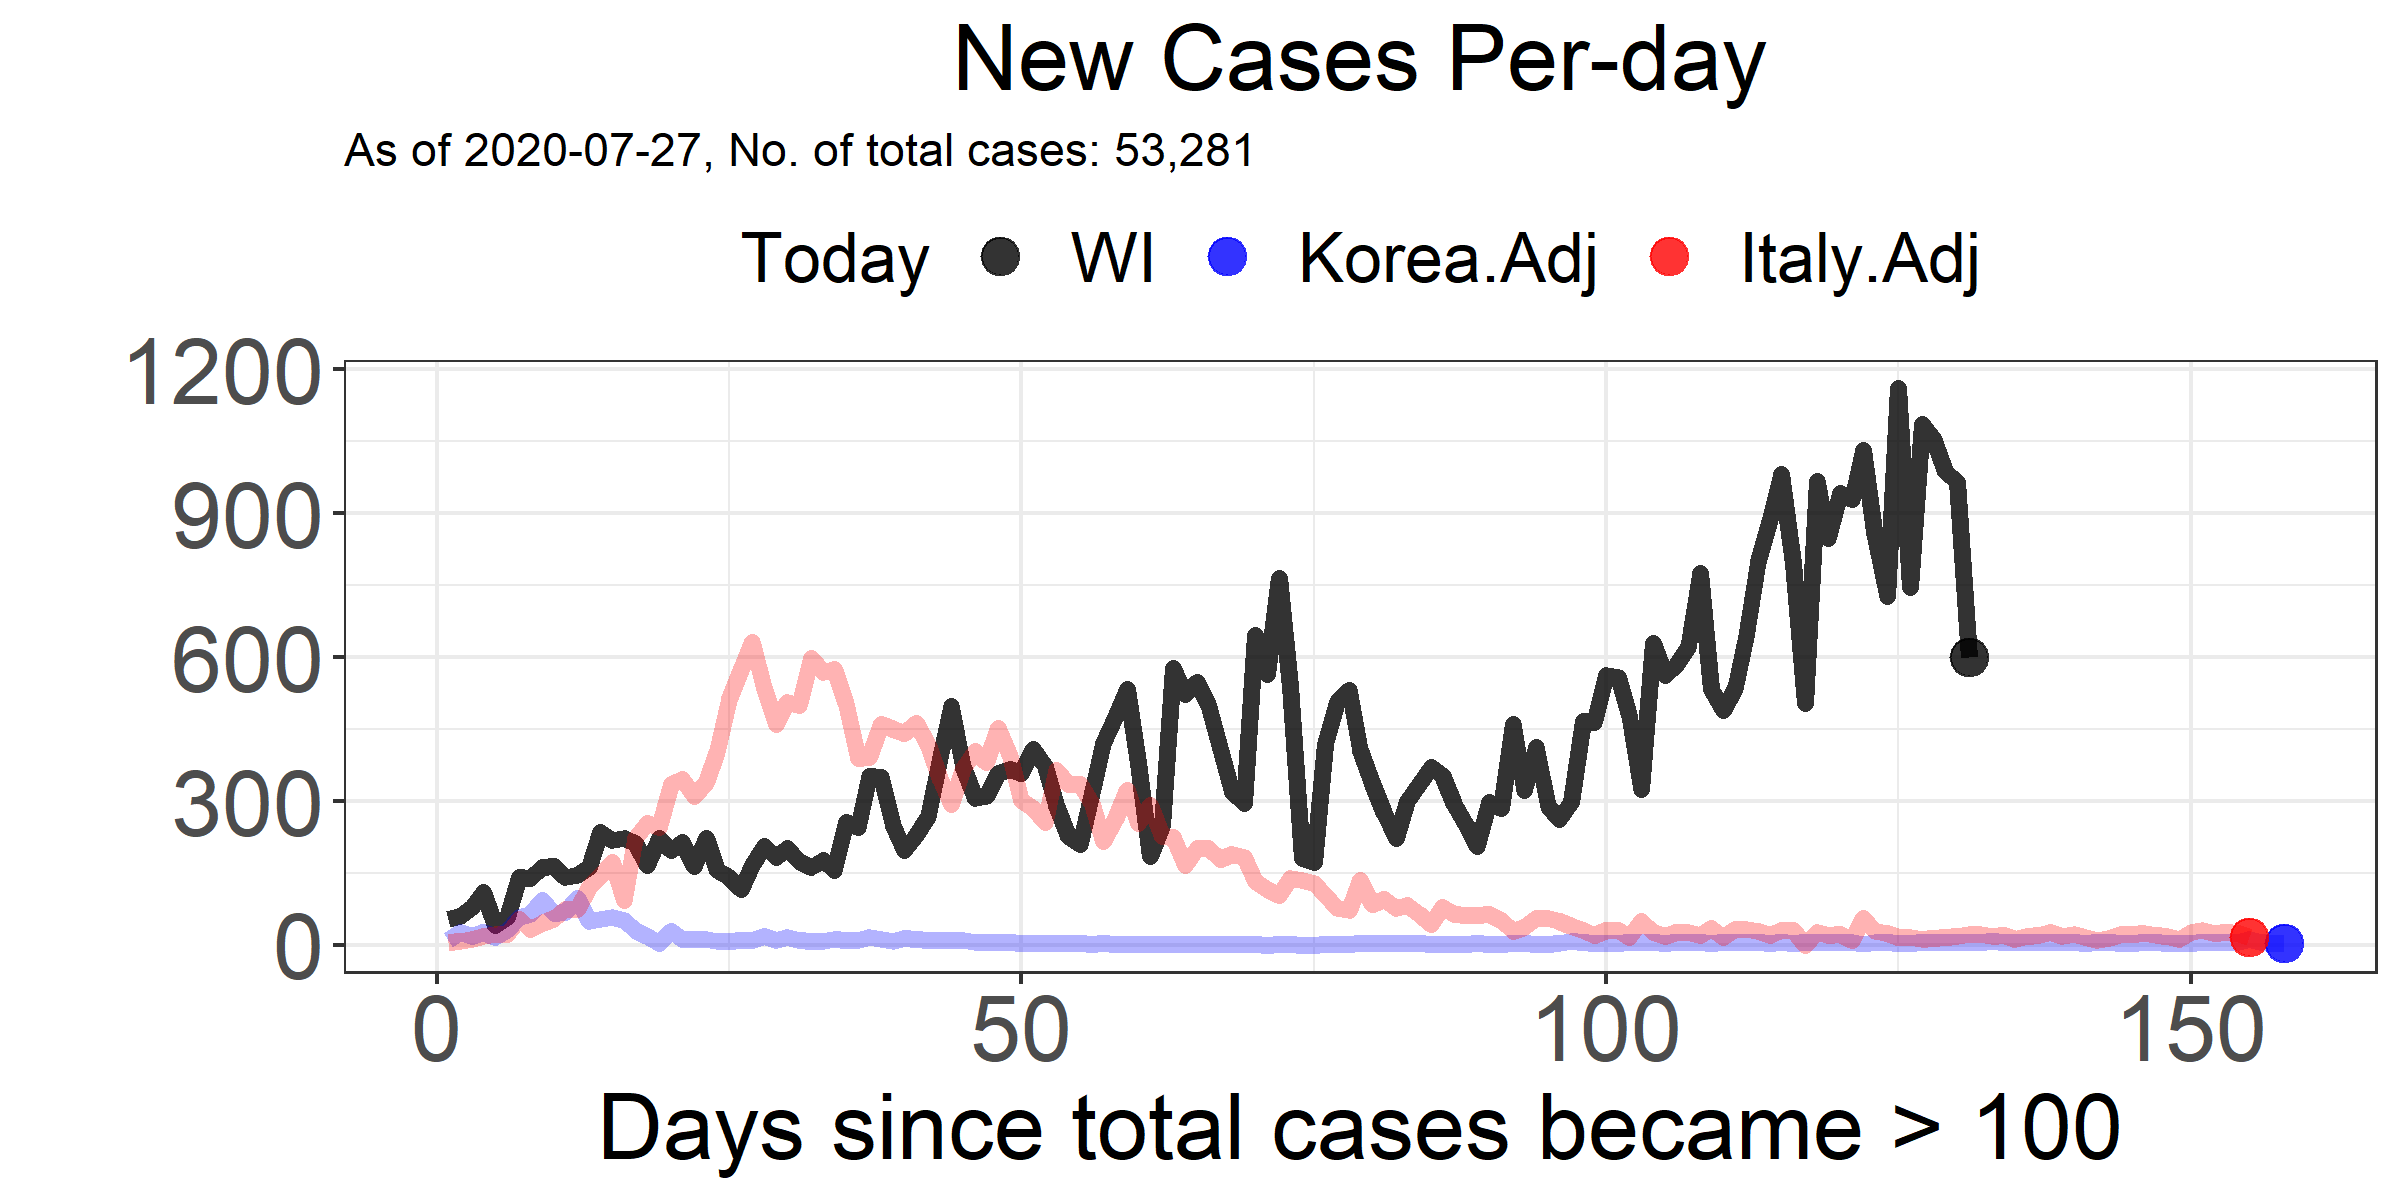 New Cases Per-day
As of 2020-07-27, No. of total cases: 53,281
Today WI Korea.Adj Italy.Adj
1200
900
600
300
0
0 50 100 150
Days since total cases became > 100